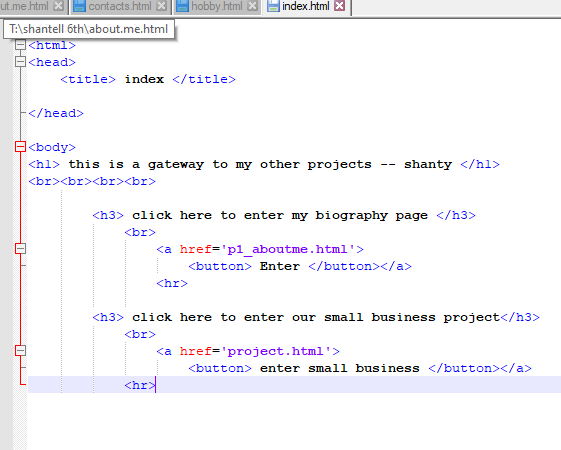 ut.me.html contacts.html hobby.html index.html
T:\shantell 6th\about.me.html
<html>
<head>
<title> index </title>
</head>
<body>
<h1> this is a gateway to my other projects -- shanty </h1>
<br><br><br><br>
<h3> click here to enter my biography page </h3>
<br>
<a href='p1_aboutme.html'>
<button> Enter </button></a>
<hr>
<h3> click here to enter our small business project</h3>
<br>
<a href='project.html'>
<button> enter small business </button></a>
<hr>